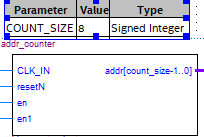 Parameter Value Type
COUNT_SIZE 8 Signed Integer
addr_counter
CLK_IN addr[count_size-1..0]
resetN
en
en1